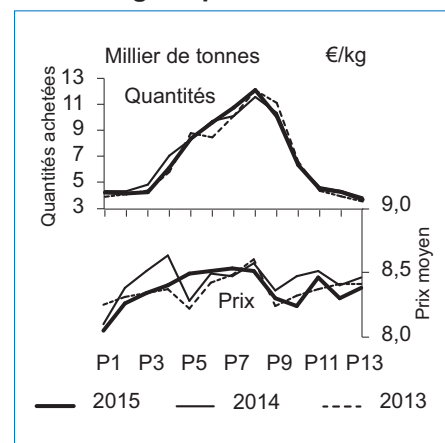 Millier de tonnes €/kg
Quantités
Quantités achetées
13
11
9
7
5
3
9,0
8,5
8,0
Prix moyen
Prix
P1 P3 P5 P7 P9 P11 P13
2015 2014 2013